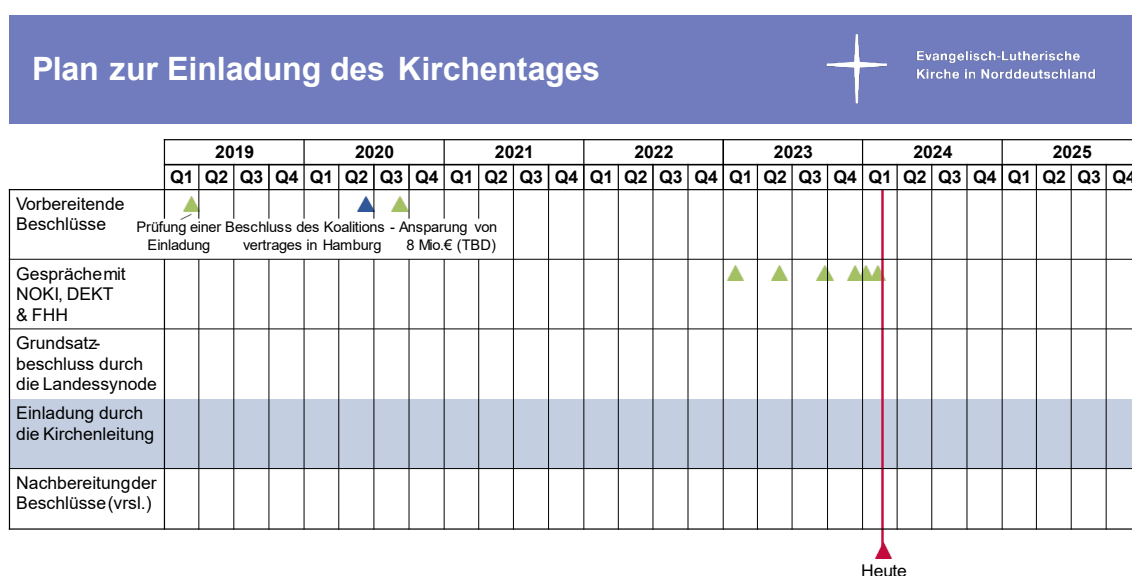 Plan zur Einladung des Kirchentages
Evangelisch-Lutherische
Kirche in Norddeutschland
2019 2020 2021 2022 2023 2024 2025
Q1 Q2 Q3 Q4 Q1 Q2 Q3 Q4 Q1 Q2 Q3 Q4 Q1 Q2 Q3 Q4 Q1 Q2 Q3 Q4 Q1 Q2 Q3 Q4 Q1 Q2 Q3 Q4
Vorbereitende
Beschlüsse
Prüfung einer
Einladung
Beschluss des Koalitions -
vertrages in Hamburg
Ansparung von
8 Mio.€ (TBD)
Gespräche mit
NOKI, DEKT
& FHH
Grundsatz-
beschluss durch
die Landessynode
Einladung durch
die Kirchenleitung
Nachbereitung der
Beschlüsse (vrsl.)
Heute